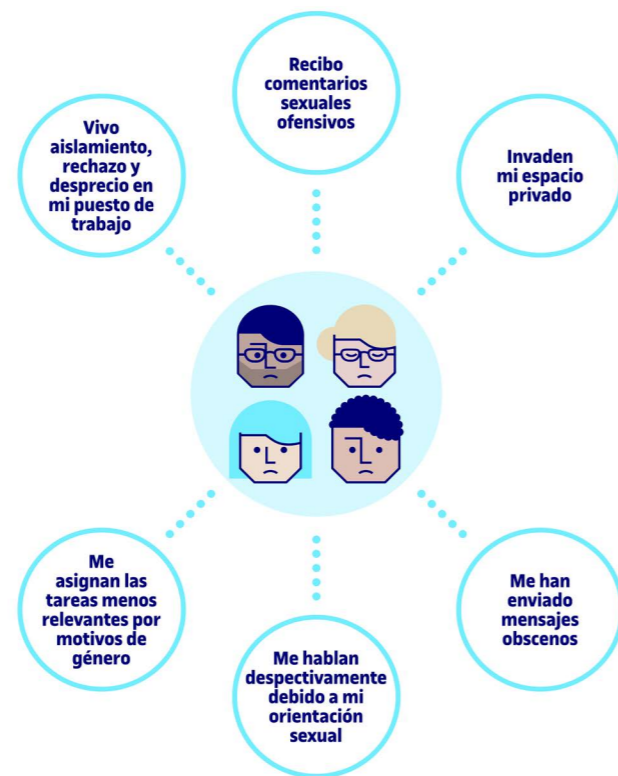 Recibo
comentarios
sexuales
ofensivos
Vivo
aislamiento,
rechazo y
desprecio en
mi puesto de
trabajo
Invaden
mi espacio
privado
Me
asignan las
tareas menos
relevantes por
motivos de
género
Me hablan
despectivamente
debido a mi
orientación
sexual
Me han
enviado
mensajes
obscenos